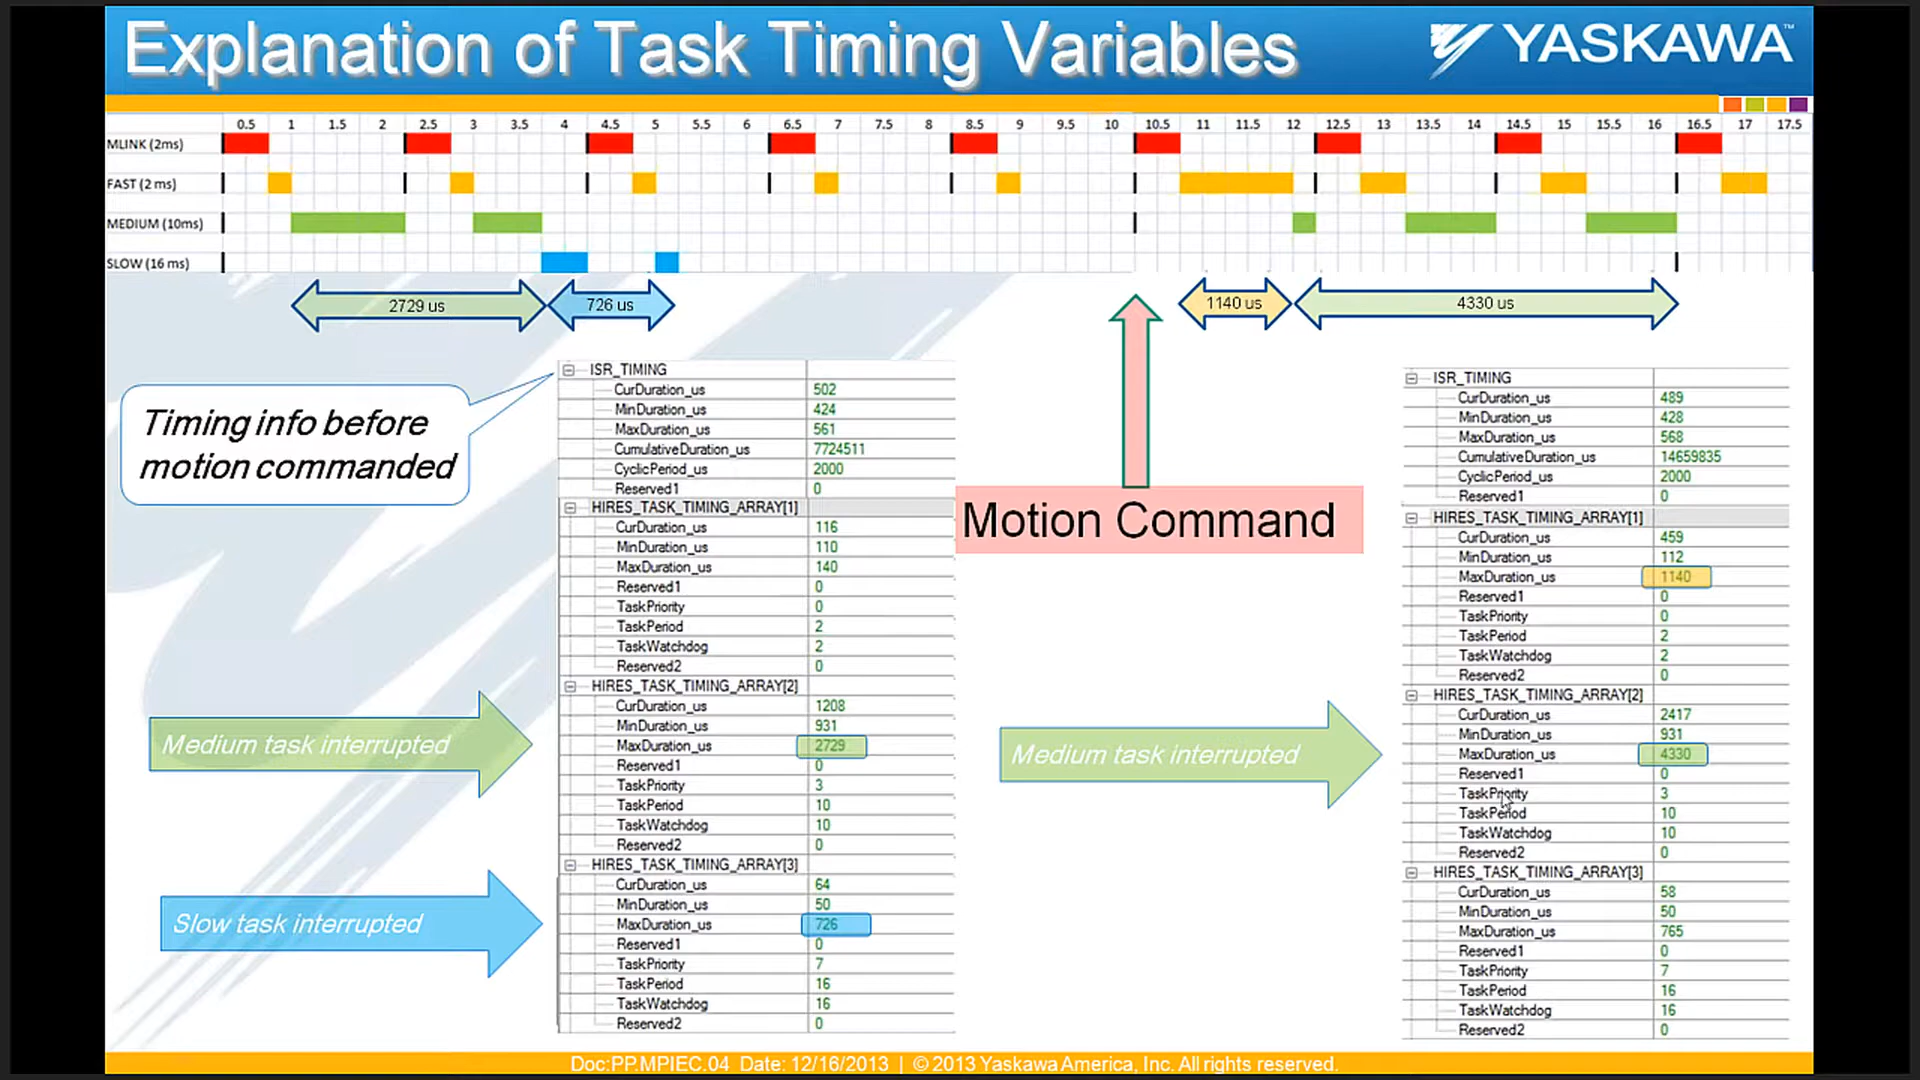 Explanation of Task Timing Variables
YASKAWA
0.5 1 1.5 2 2.5 3 3.5 4 4.5 5 5.5 6 6.5 7 7.5 8 8.5 9 9.5 10 10.5 11 11.5 12 12.5 13 13.5 14 14.5 15 15.5 16 16.5 17 17.5
MLINK (2ms)
FAST (2 ms)
MEDIUM (10ms)
SLOW (16 ms)
2729 us 726 us 1140 us 4330 us
Timing info before
motion commanded
ISR_TIMING
CurDuration_us 502
MinDuration_us 424
MaxDuration_us 561
CumulativeDuration_us 7724511
CyclicPeriod_us 2000
Reserved1 0
HIRES_TASK_TIMING_ARRAY[1]
CurDuration_us 116
MinDuration_us 110
MaxDuration_us 140
Reserved1 0
TaskPriority 0
TaskPeriod 2
TaskWatchdog 2
Reserved2 0
HIRES_TASK_TIMING_ARRAY[2]
CurDuration_us 1208
MinDuration_us 931
MaxDuration_us 2729
Reserved1 0
TaskPriority 3
TaskPeriod 10
TaskWatchdog 10
Reserved2 0
HIRES_TASK_TIMING_ARRAY[3]
CurDuration_us 64
MinDuration_us 50
MaxDuration_us 726
Reserved1 0
TaskPriority 7
TaskPeriod 16
TaskWatchdog 16
Reserved2 0
Medium task interrupted
Slow task interrupted
Motion Command
Medium task interrupted
ISR_TIMING
CurDuration_us 489
MinDuration_us 428
MaxDuration_us 568
CumulativeDuration_us 14659835
CyclicPeriod_us 2000
Reserved1 0
HIRES_TASK_TIMING_ARRAY[1]
CurDuration_us 459
MinDuration_us 112
MaxDuration_us 1140
Reserved1 0
TaskPriority 0
TaskPeriod 2
TaskWatchdog 2
Reserved2 0
HIRES_TASK_TIMING_ARRAY[2]
CurDuration_us 2417
MinDuration_us 931
MaxDuration_us 4330
Reserved1 0
TaskPriority 3
TaskPeriod 10
TaskWatchdog 10
Reserved2 0
HIRES_TASK_TIMING_ARRAY[3]
CurDuration_us 58
MinDuration_us 50
MaxDuration_us 765
Reserved1 0
TaskPriority 7
TaskPeriod 16
TaskWatchdog 16
Reserved2 0
Doc:PP.MPIEC.04 Date: 12/16/2013 | © 2013 Yaskawa America, Inc. All rights reserved.